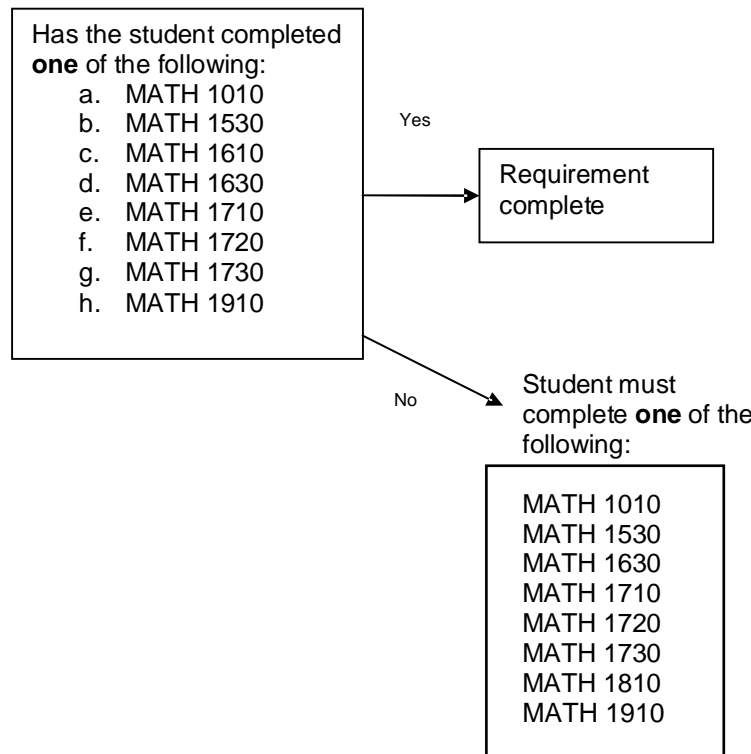 Has the student completed
one of the following:
a. MATH 1010
b. MATH 1530
c. MATH 1610
d. MATH 1630
e. MATH 1710
f. MATH 1720
g. MATH 1730
h. MATH 1910
Yes
Requirement
complete
No
Student must
complete one of the
following:
MATH 1010
MATH 1530
MATH 1630
MATH 1710
MATH 1720
MATH 1730
MATH 1810
MATH 1910